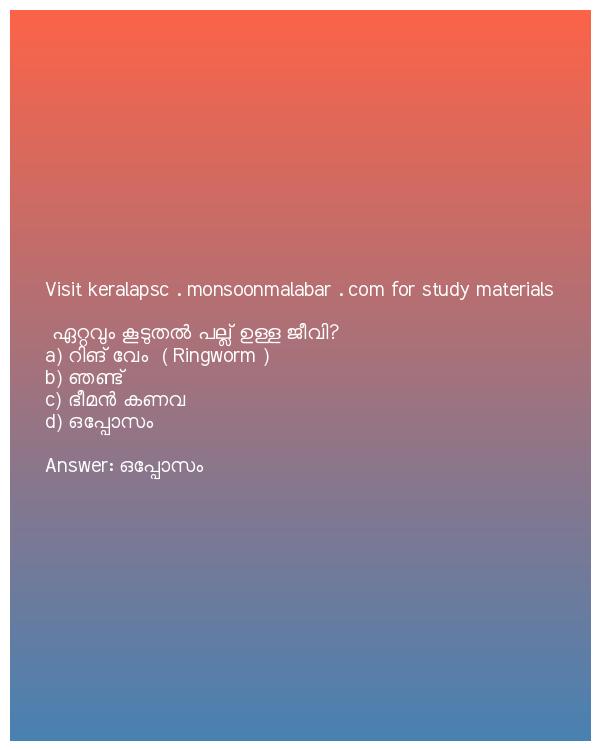 Visit keralapsc . monsoonmalabar . com for study materials
ഏറ്റവും കൂടുതൽ പല്ല് ഉള്ള ജീവി?
a) റിങ് വേം ( Ringworm )
b) ഞണ്ട്
c) ഭീമൻ കണവ
d) ഒപ്പോസം
Answer: ഒപ്പോസം